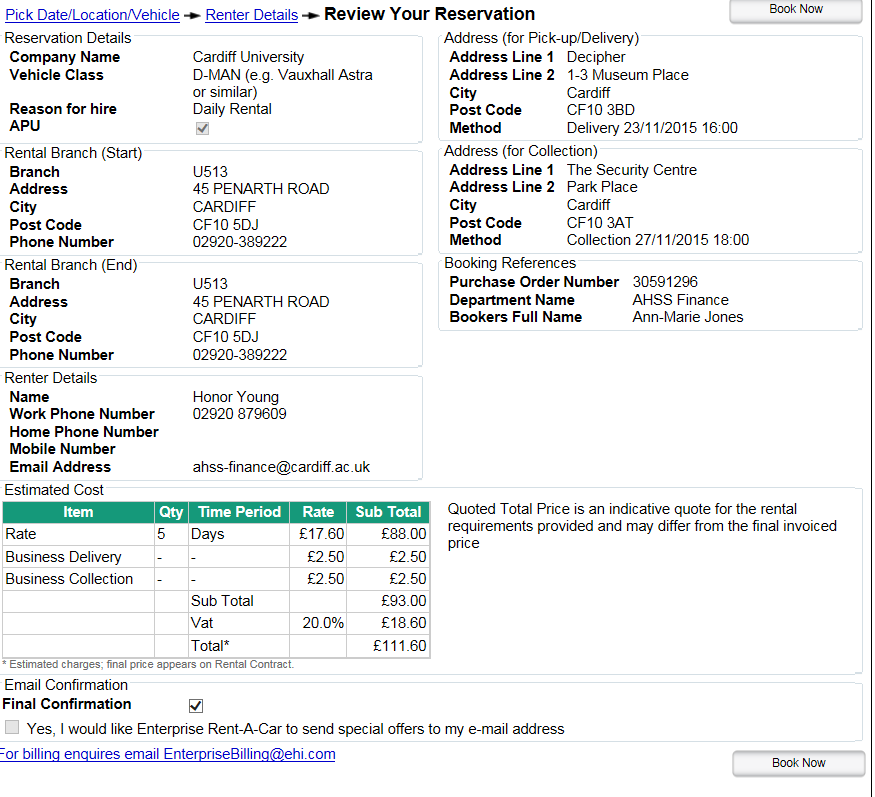 Pick Date/Location/Vehicle Renter Details Review Your Reservation
Book Now
Reservation Details
Company Name Cardiff University
Vehicle Class D-MAN (e.g. Vauxhall Astra
or similar)
Reason for hire Daily Rental
APU
Rental Branch (Start)
Branch U513
Address 45 PENARTH ROAD
City CARDIFF
Post Code CF10 5DJ
Phone Number 02920-389222
Rental Branch (End)
Branch U513
Address 45 PENARTH ROAD
City CARDIFF
Post Code CF10 5DJ
Phone Number 02920-389222
Renter Details
Name Honor Young
Work Phone Number 02920 879609
Home Phone Number
Mobile Number
Email Address ahss-finance@cardiff.ac.uk
Address (for Pick-up/Delivery)
Address Line 1 Decipher
Address Line 2 1-3 Museum Place
City Cardiff
Post Code CF10 3BD
Method Delivery 23/11/2015 16:00
Address (for Collection)
Address Line 1 The Security Centre
Address Line 2 Park Place
City Cardiff
Post Code CF10 3AT
Method Collection 27/11/2015 18:00
Booking References
Purchase Order Number 30591296
Department Name AHSS Finance
Bookers Full Name Ann-Marie Jones
Estimated Cost
Item Qty Time Period Rate Sub Total
Rate 5 Days £17.60 £88.00
Business Delivery - - £2.50 £2.50
Business Collection - - £2.50 £2.50
Sub Total £93.00
Vat 20.0% £18.60
Total* £111.60
* Estimated charges; final price appears on Rental Contract.
Quoted Total Price is an indicative quote for the rental
requirements provided and may differ from the final invoiced
price
Email Confirmation
Final Confirmation
Yes, I would like Enterprise Rent-A-Car to send special offers to my e-mail address
For billing enquires email EnterpriseBilling@ehi.com
Book Now